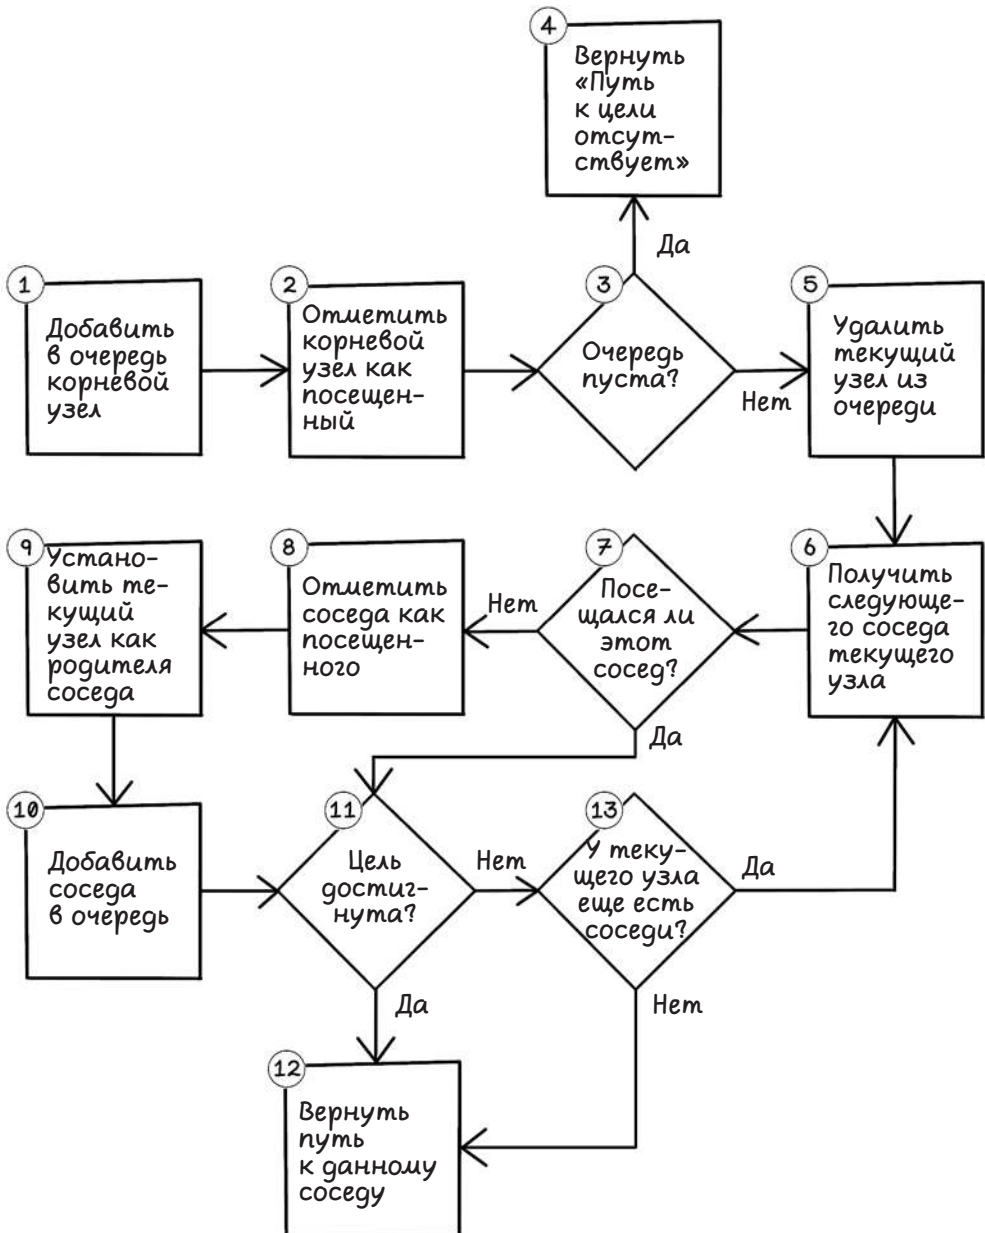 4
Вернуть
«Путь
к цели
отсут-
ствует»
Да
1
Добавить
в очередь
корневой
узел
2
Отметить
корневой
узел как
посещен-
ный
3
Очередь
пуста?
Нет
5
Удалить
текущий
узел из
очереди
6
Получить
следующе-
го соседа
текущего
узла
7
Посе-
щался ли
этот
сосед?
Нет
Да
8
Отметить
соседа как
посещен-
ного
9
Устано-
вить те-
кущий
узел как
родителя
соседа
10
Добавить
соседа
в очередь
11
Цель
достиг-
нута?
Нет
Да
13
У теку-
щего узла
еще есть
соседи?
Да
Нет
12
Вернуть
путь
к данному
соседу